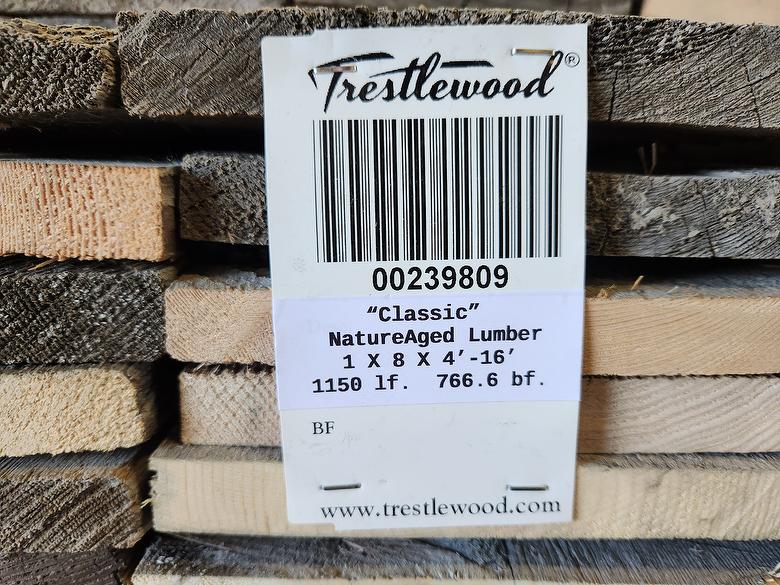 Trestlewood®
00239809
“Classic”
NatureAged Lumber
1 X 8 X 4’-16’
1150 lf. 766.6 bf.
BF
www.trestlewood.com